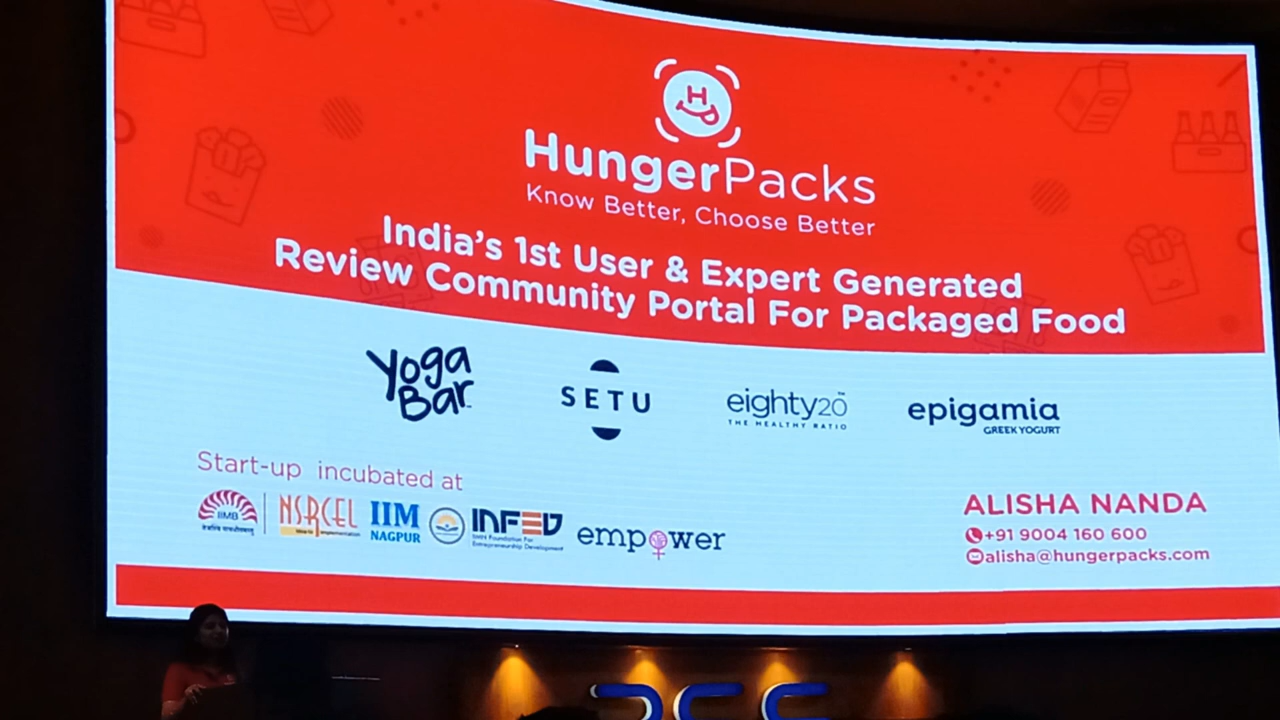 H
HungerPacks
Know Better, Choose Better
India's 1st User & Expert Generated
Review Community Portal For Packaged Food
Yoga
Bar
SETU
eighty20
THE HEALTHY RATIO
epigamia
GREEK YOGURT
Start-up incubated at
IIMB
NSRCEL
IIM
NAGPUR
INFED
Entrepreneurship Development
empower
ALISHA NANDA
+91 9004 160 600
alisha@hungerpacks.com